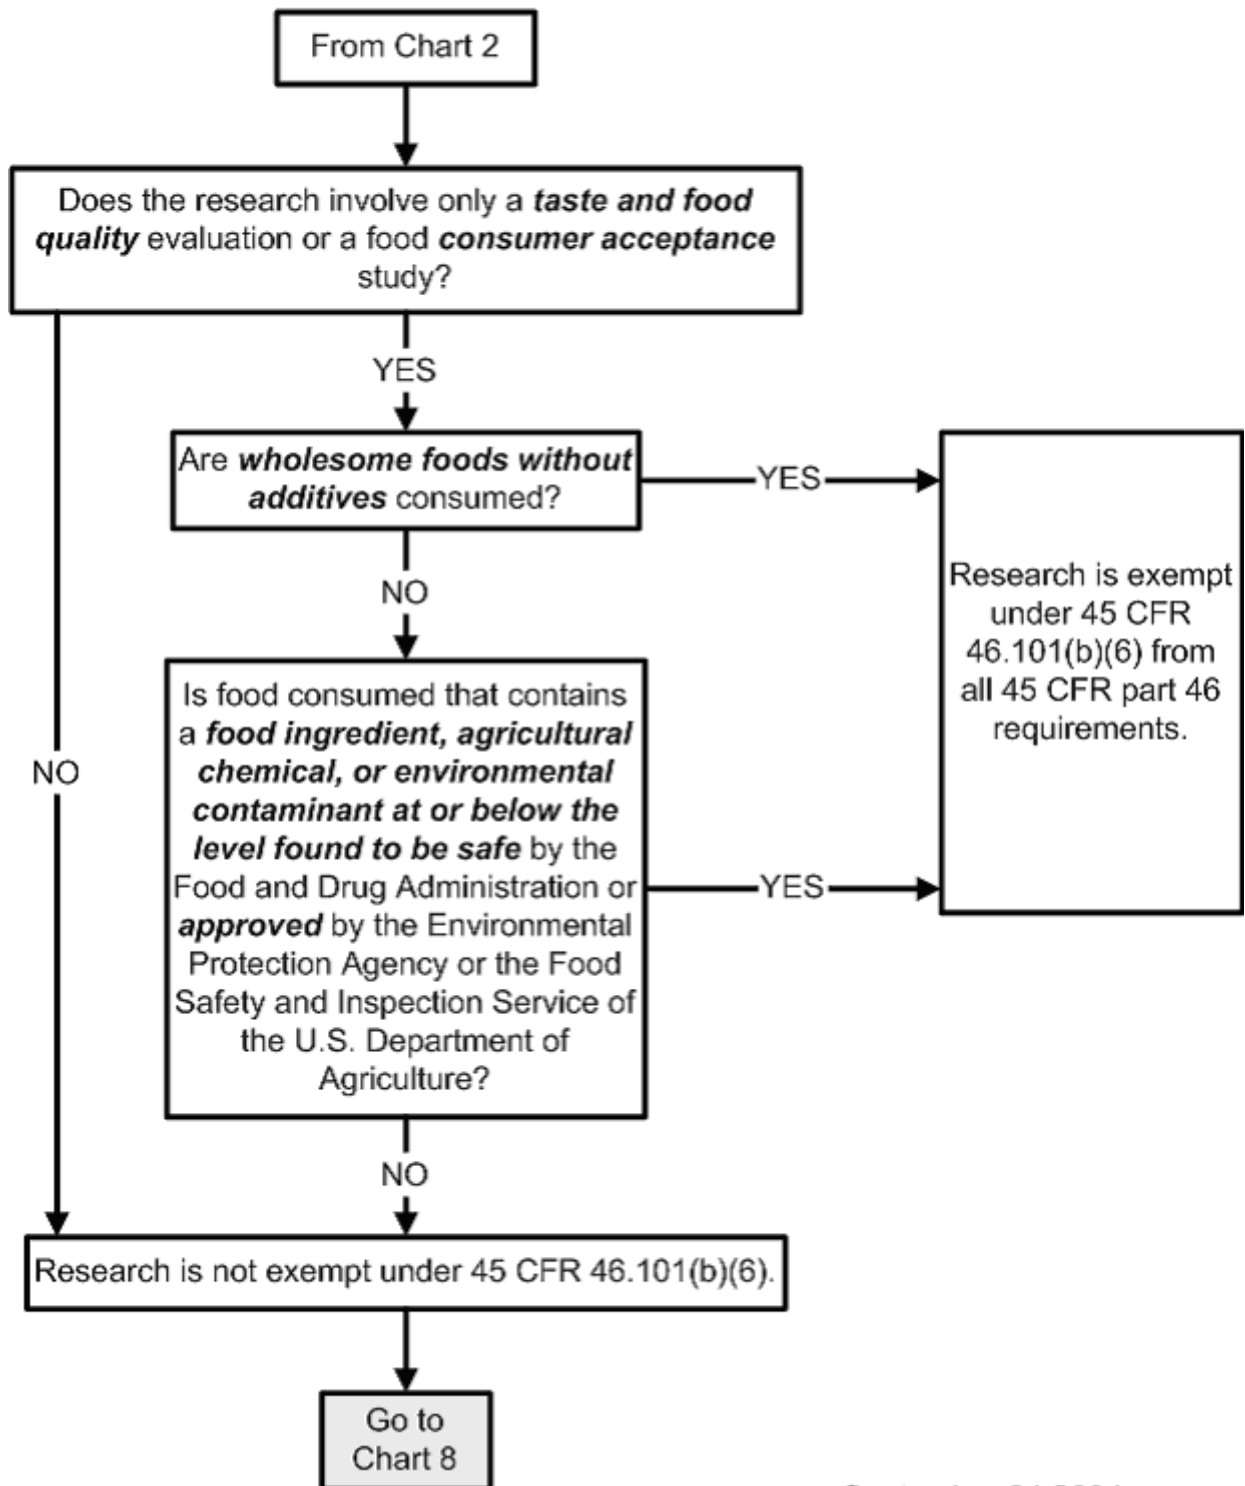 From Chart 2
Does the research involve only a taste and food
quality evaluation or a food consumer acceptance
study?
YES
Are wholesome foods without
additives consumed?
YES
NO
Is food consumed that contains
a food ingredient, agricultural
chemical, or environmental
contaminant at or below the
level found to be safe by the
Food and Drug Administration or
approved by the Environmental
Protection Agency or the Food
Safety and Inspection Service of
the U.S. Department of
Agriculture?
YES
Research is exempt
under 45 CFR
46.101(b)(6) from
all 45 CFR part 46
requirements.
NO
NO
Research is not exempt under 45 CFR 46.101(b)(6).
Go to
Chart 8